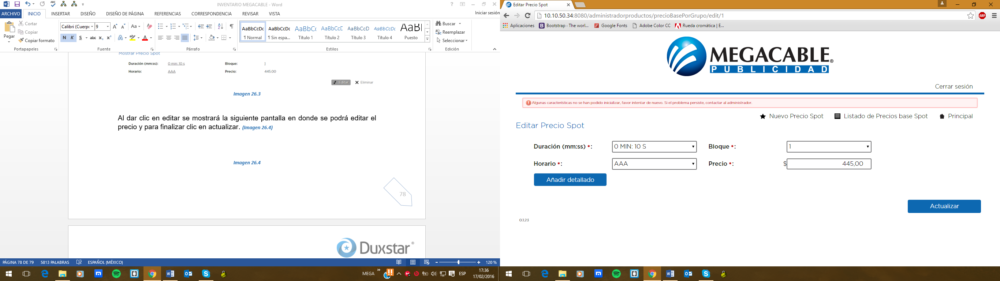 INVENTARIO MEGACABLE - Word
ARCHIVO INICIO INSERTAR DISEÑO DISEÑO DE PÁGINA REFERENCIAS CORRESPONDENCIA REVISAR VISTA Iniciar sesión
Pegar
Cortar
Copiar
Copiar formato
Portapapeles
Calibri (Cuerpo 9
N K S abc x₂ x²
Fuente
Párrafo
AaBbCcDc AaBbCcDc AaBbCc AaBbCcE AaBbCcD AaBbCcDc AaBl
¶ Normal ¶ Sin espa... Título 1 Título 2 Título 3 Título 4 Puesto
Estilos
Buscar
Reemplazar
Seleccionar
Edición
Mostrar Precio Spot
Duración (mm:ss): 0 min: 10 s Bloque: 1
Horario: AAA Precio: 445.00
Editar Eliminar
Imagen 26.3
Al dar clic en editar se mostrará la siguiente pantalla en donde se podrá editar el
precio y para finalizar clic en actualizar. (Imagen 26.4)
Imagen 26.4
78
Duxstar®
PÁGINA 78 DE 79 5813 PALABRAS ESPAÑOL (MÉXICO) 120 %
MEGA » ESP 17:36
17/02/2016
Editar Precio Spot
10.10.50.34:8080/administradorproductos/precioBasePorGrupo/edit/1
ABP
Aplicaciones Bootstrap · The worl... Google Fonts Adobe Color CC Rueda cromática | E...
MEGACABLE®
PUBLICIDAD
Cerrar sesión
Algunas características no se han podido inicializar, favor intentar de nuevo. Si el problema persiste, contactar al administrador.
Nuevo Precio Spot Listado de Precios base Spot Principal
Editar Precio Spot
Duración (mm:ss) *: 0 MIN: 10 S Bloque *: 1
Horario *: AAA Precio *: $ 445,00
Añadir detallado
Actualizar
0.1.23